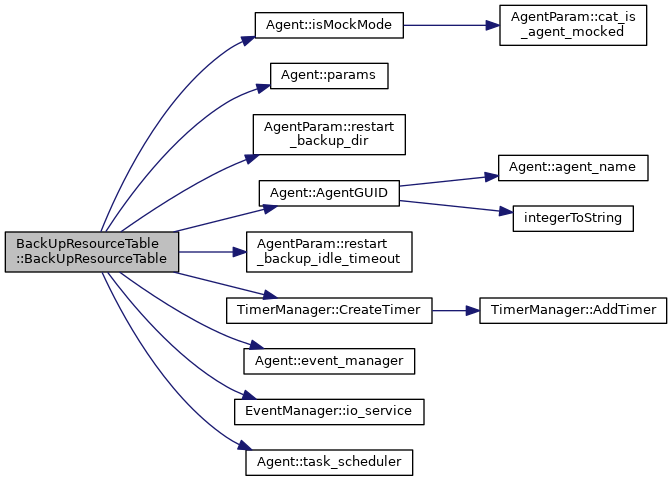 BackUpResourceTable
::BackUpResourceTable
Agent::isMockMode
AgentParam::cat_is
_agent_mocked
Agent::params
AgentParam::restart
_backup_dir
Agent::AgentGUID
Agent::agent_name
integerToString
AgentParam::restart
_backup_idle_timeout
TimerManager::CreateTimer
TimerManager::AddTimer
Agent::event_manager
EventManager::io_service
Agent::task_scheduler